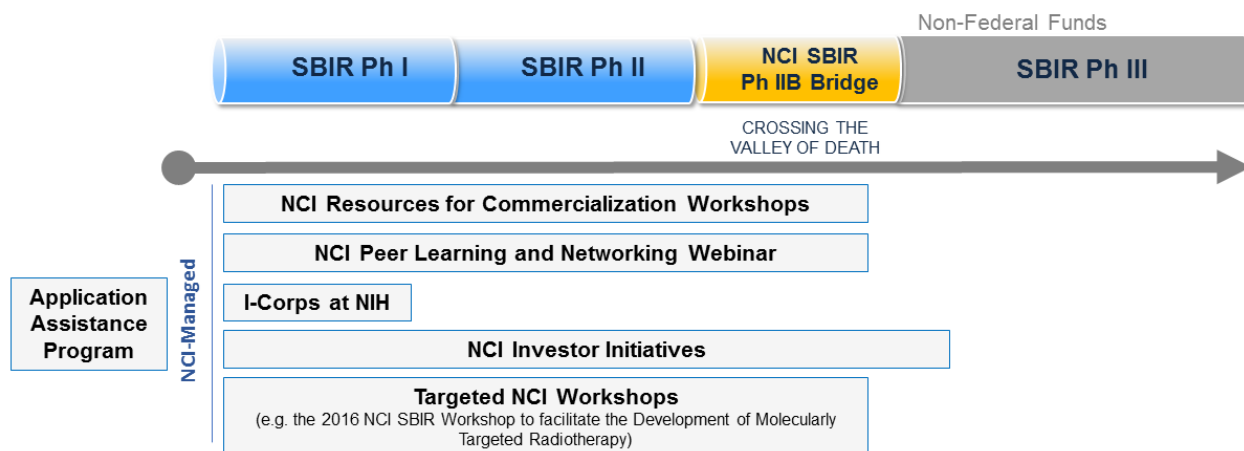 Non-Federal Funds
SBIR Ph I
SBIR Ph II
NCI SBIR
Ph IIB Bridge
SBIR Ph III
CROSSING THE
VALLEY OF DEATH
Application
Assistance
Program
NCI-Managed
NCI Resources for Commercialization Workshops
NCI Peer Learning and Networking Webinar
I-Corps at NIH
NCI Investor Initiatives
Targeted NCI Workshops
(e.g. the 2016 NCI SBIR Workshop to facilitate the Development of Molecularly
Targeted Radiotherapy)